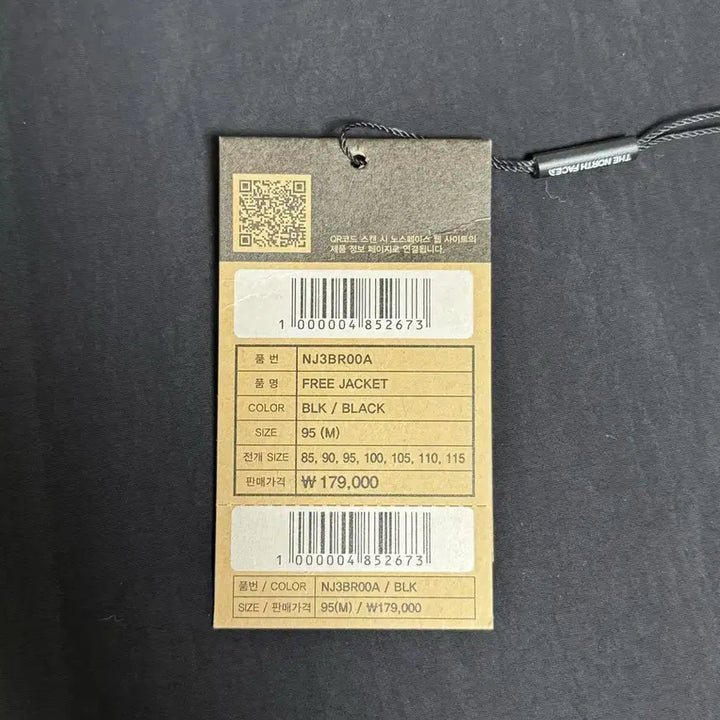 THE NORTH FACE
QR코드 스캔 시 노스페이스 웹 사이트의
제품 정보 페이지로 연결됩니다.
1 000004 852673
품 번 NJ3BR00A
품 명 FREE JACKET
COLOR BLK / BLACK
SIZE 95 (M)
전개 SIZE 85, 90, 95, 100, 105, 110, 115
판매가격 ₩ 179,000
1 000004 852673
품번 / COLOR NJ3BR00A / BLK
SIZE / 판매가격 95(M) / ₩179,000